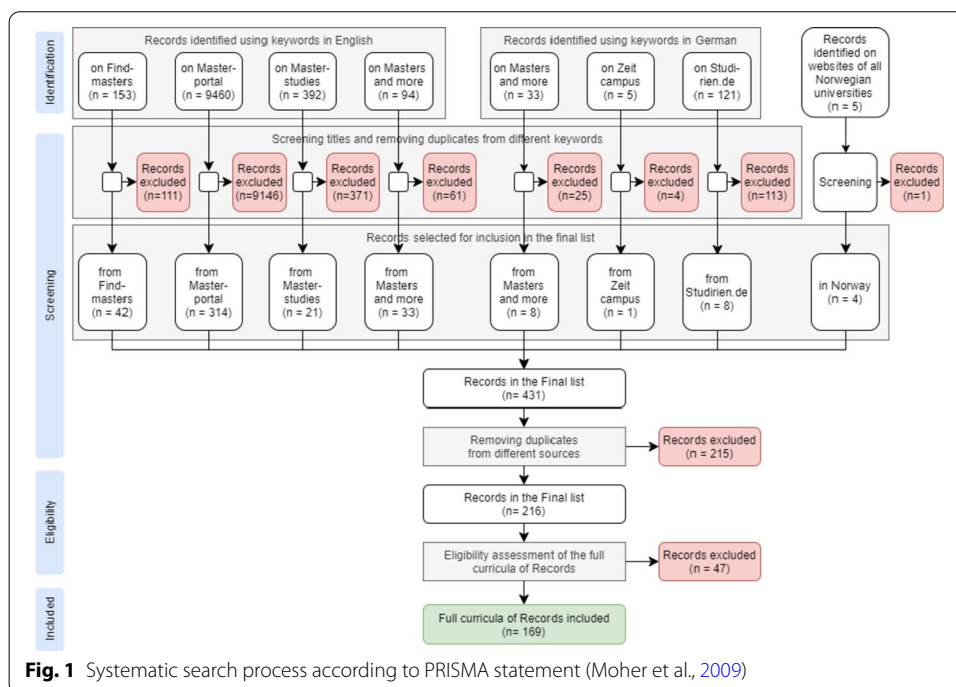 Identification
Records identified using keywords in English
Records identified using keywords in German
on Find-
masters
(n = 153)
on Master-
portal
(n = 9460)
on Master-
studies
(n = 392)
on Masters
and more
(n = 94)
on Masters
and more
(n = 33)
on Zeit
campus
(n = 5)
on Studi-
rien.de
(n = 121)
Records
identified on
websites of all
Norwegian
universities
(n = 5)
Screening
Screening titles and removing duplicates from different keywords
Records
excluded
(n=111)
Records
excluded
(n=9146)
Records
excluded
(n=371)
Records
excluded
(n=61)
Records
excluded
(n=25)
Records
excluded
(n=4)
Records
excluded
(n=113)
Screening
Records
excluded
(n=1)
Records selected for inclusion in the final list
from
Find-
masters
(n = 42)
from
Master-
portal
(n = 314)
from
Master-
studies
(n = 21)
from
Masters
and more
(n = 33)
from
Masters
and more
(n = 8)
from
Zeit
campus
(n = 1)
from
Studirien.de
(n = 8)
in Norway
(n = 4)
Records in the Final list
(n= 431)
Removing duplicates
from different sources
Records excluded
(n = 215)
Eligibility
Records in the Final list
(n= 216)
Eligibility assessment of the full
curricula of Records
Records excluded
(n = 47)
Included
Full curricula of Records included
(n= 169)
Fig. 1 Systematic search process according to PRISMA statement (Moher et al., 2009)